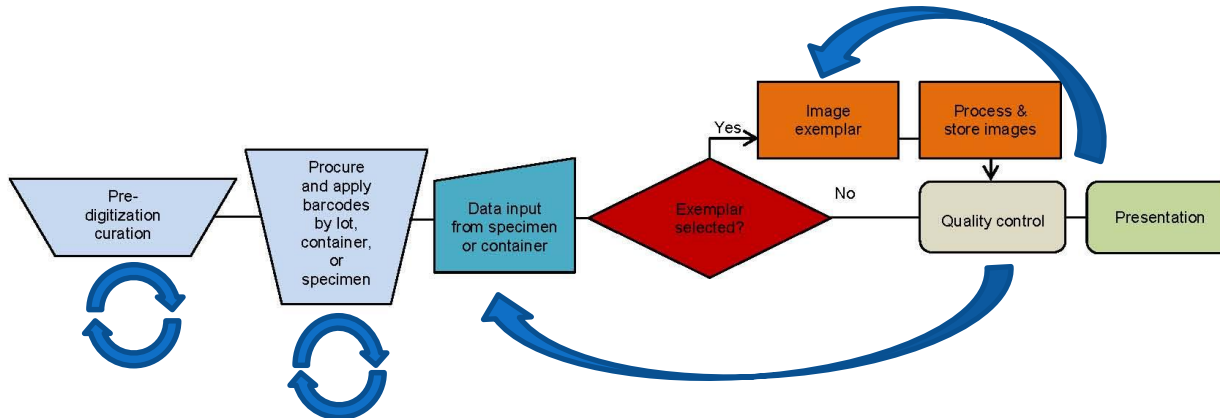 Pre-
digitization
curation
Procure
and apply
barcodes
by lot,
container,
or
specimen
Data input
from specimen
or container
Exemplar
selected?
Yes
No
Image
exemplar
Process &
store images
Quality control
Presentation